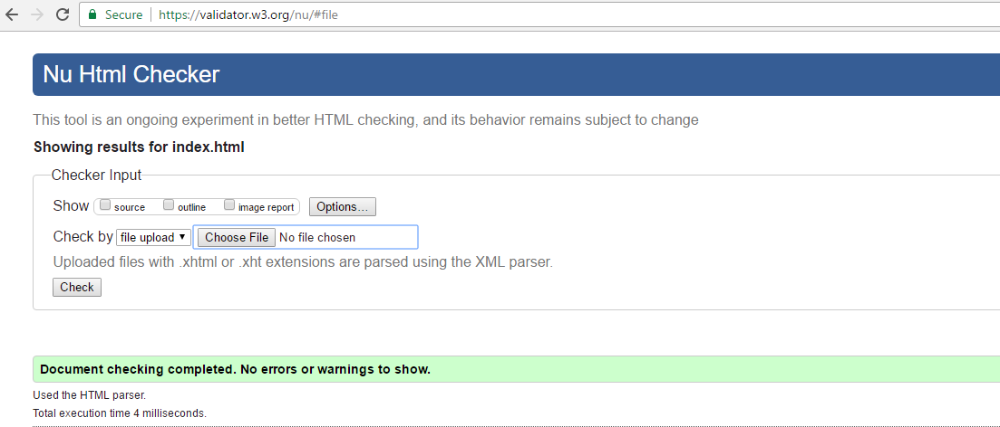 Secure https://validator.w3.org/nu/#file
Nu Html Checker
This tool is an ongoing experiment in better HTML checking, and its behavior remains subject to change
Showing results for index.html
Checker Input
Show source outline image report Options...
Check by file upload Choose File No file chosen
Uploaded files with .xhtml or .xht extensions are parsed using the XML parser.
Check
Document checking completed. No errors or warnings to show.
Used the HTML parser.
Total execution time 4 milliseconds.